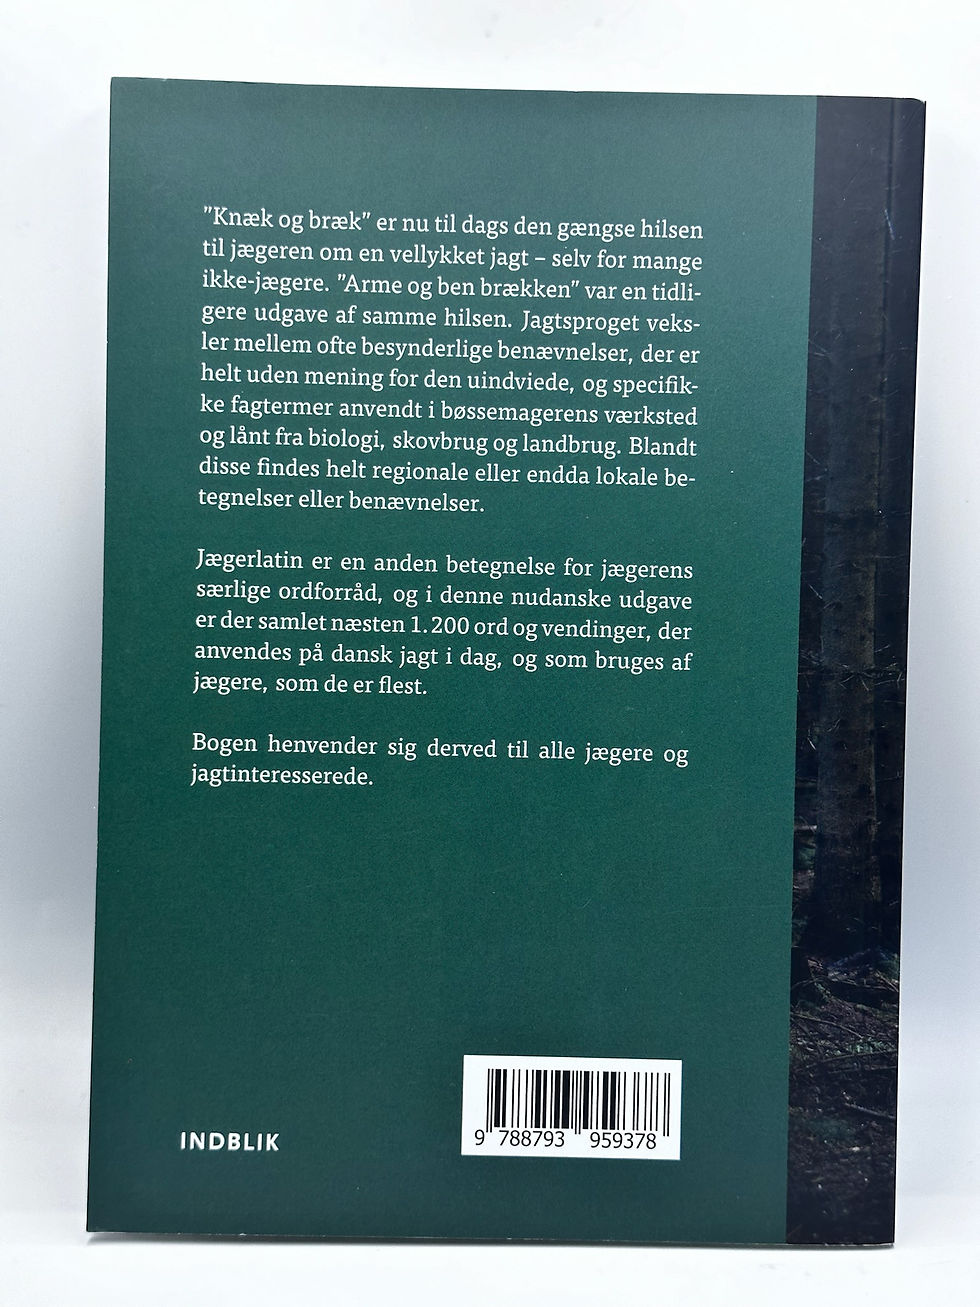 ”Knæk og bræk” er nu til dags den gængse hilsen
til jægeren om en vellykket jagt – selv for mange
ikke-jægere. ”Arme og ben brækken” var en tidli-
gere udgave af samme hilsen. Jagtsproget veks-
ler mellem ofte besynderlige benævnelser, der er
helt uden mening for den uindviede, og specifik-
ke fagtermer anvendt i bøssemagerens værksted
og lånt fra biologi, skovbrug og landbrug. Blandt
disse findes helt regionale eller endda lokale be-
tegnelser eller benævnelser.
Jægerlatin er en anden betegnelse for jægerens
særlige ordforråd, og i denne nudanske udgave
er der samlet næsten 1.200 ord og vendinger, der
anvendes på dansk jagt i dag, og som bruges af
jægere, som de er flest.
Bogen henvender sig derved til alle jægere og
jagtinteresserede.
INDBLIK
9 788793 959378